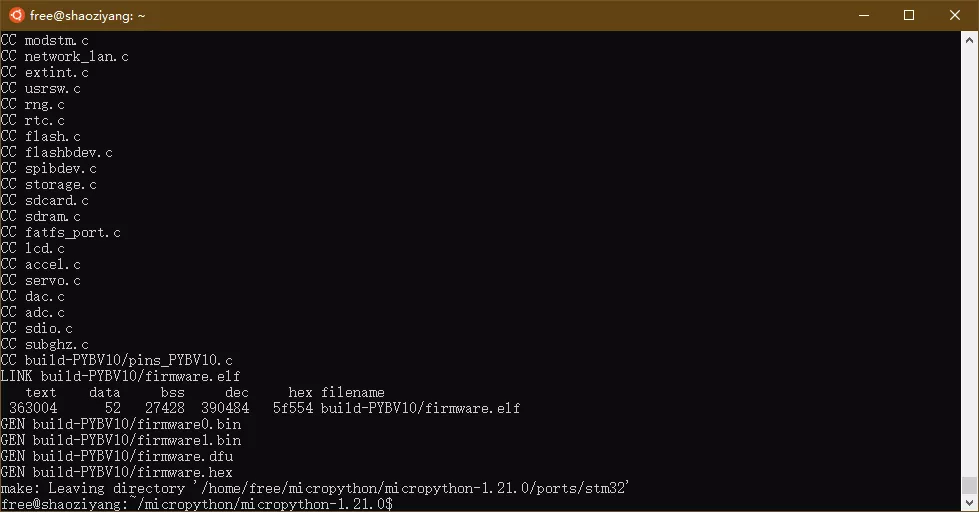 free@shaoziyang: ~
CC modstm.c
CC network_lan.c
CC extint.c
CC usrsw.c
CC rng.c
CC rtc.c
CC flash.c
CC flashbdev.c
CC spibdev.c
CC storage.c
CC sdcard.c
CC sdram.c
CC fatfs_port.c
CC lcd.c
CC accel.c
CC servo.c
CC dac.c
CC adc.c
CC sdio.c
CC subghz.c
CC build-PYBV10/pins_PYBV10.c
LINK build-PYBV10/firmware.elf
   text    data     bss     dec     hex filename
 363004      52   27428  390484   5f554 build-PYBV10/firmware.elf
GEN build-PYBV10/firmware0.bin
GEN build-PYBV10/firmware1.bin
GEN build-PYBV10/firmware.dfu
GEN build-PYBV10/firmware.hex
make: Leaving directory '/home/free/micropython/micropython-1.21.0/ports/stm32'
free@shaoziyang:~/micropython/micropython-1.21.0$